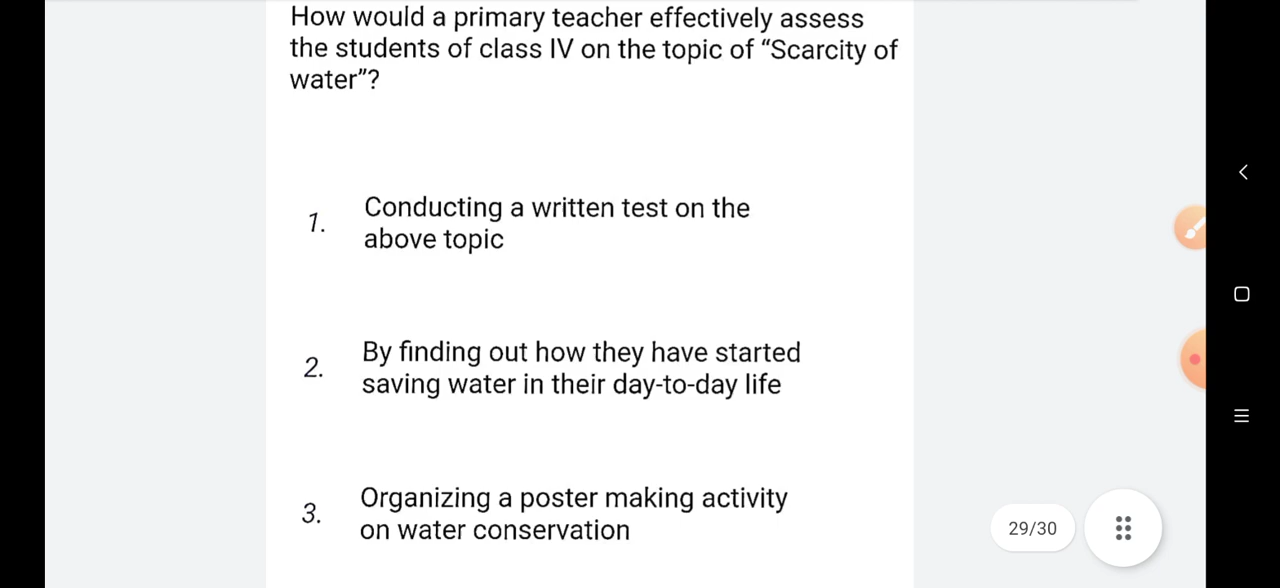 How would a primary teacher effectively assess
the students of class IV on the topic of “Scarcity of
water”?
1. Conducting a written test on the
above topic
2. By finding out how they have started
saving water in their day-to-day life
3. Organizing a poster making activity
on water conservation
29/30